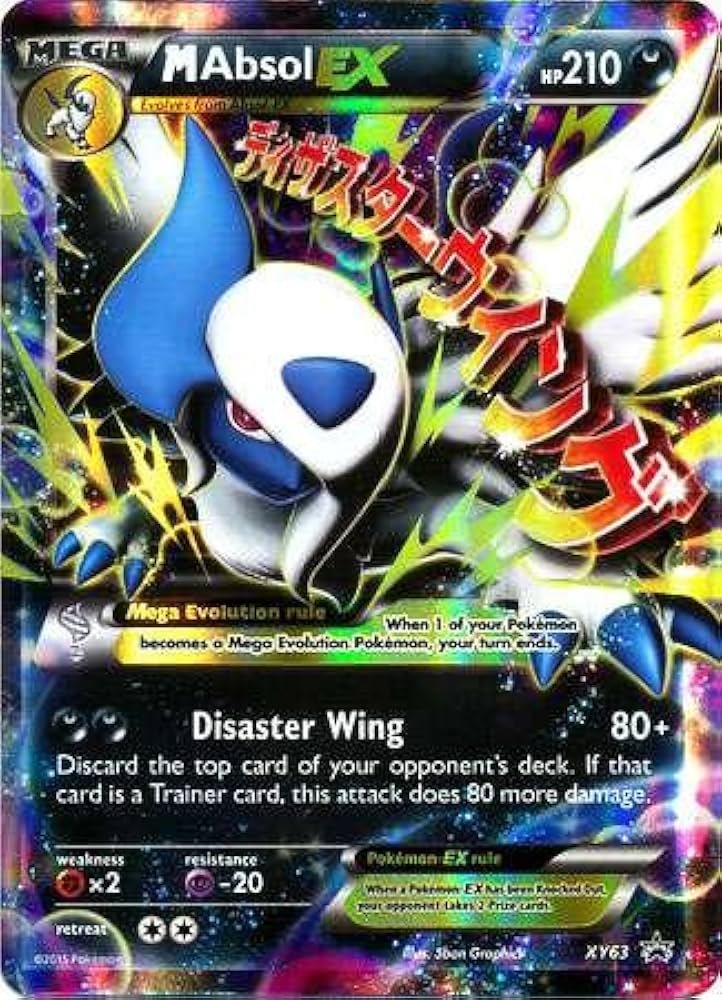 MEGA
M Absol EX
HP 210
Evolves from Absol-EX
ディザスターウイング
Mega Evolution rule
When 1 of your Pokémon
becomes a Mega Evolution Pokémon, your turn ends.
Disaster Wing 80+
Discard the top card of your opponent's deck. If that
card is a Trainer card, this attack does 80 more damage.
weakness
×2
resistance
-20
retreat
Pokémon-EX rule
When a Pokémon-EX has been Knocked Out,
your opponent takes 2 Prize cards.
©2015 Pokémon
Illus. 5ban Graphics
XY63